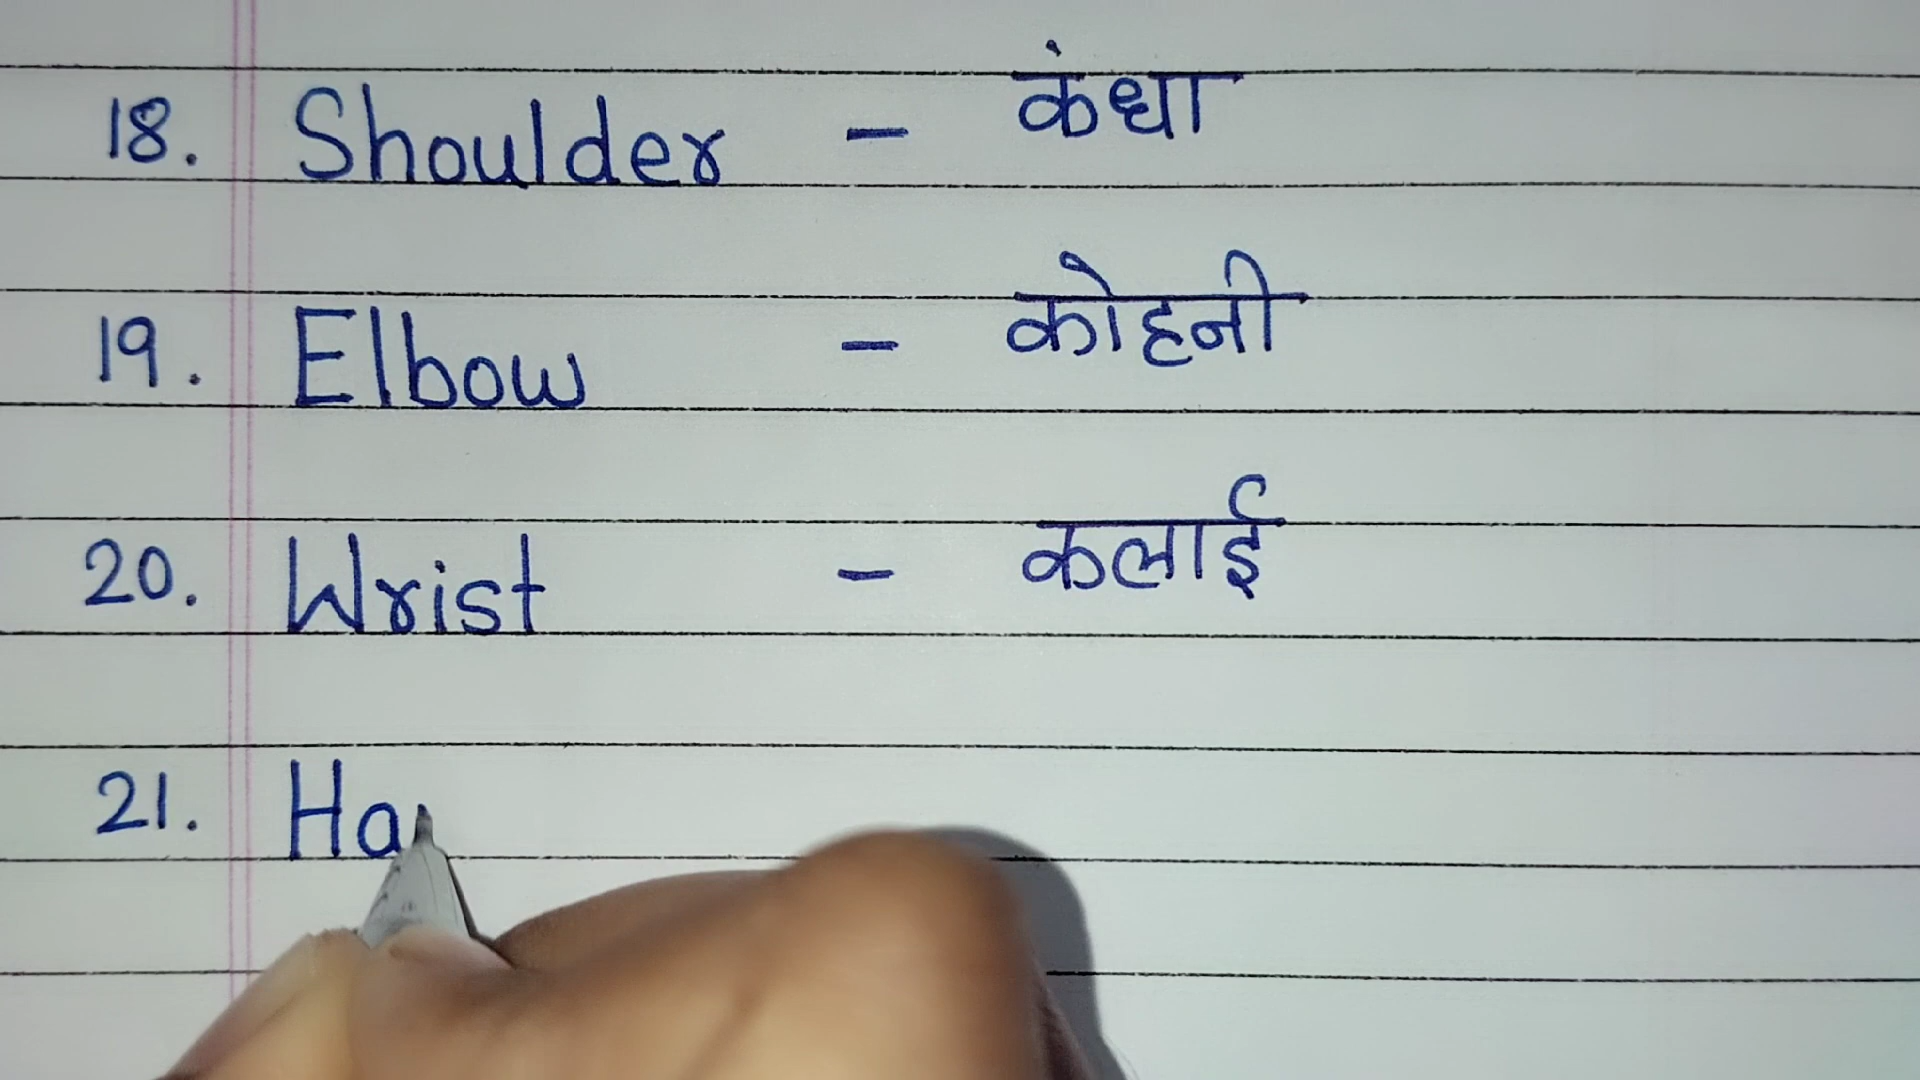 18. Shoulder - कंधा
19. Elbow - कोहनी
20. Wrist - कलाई
21. Ha